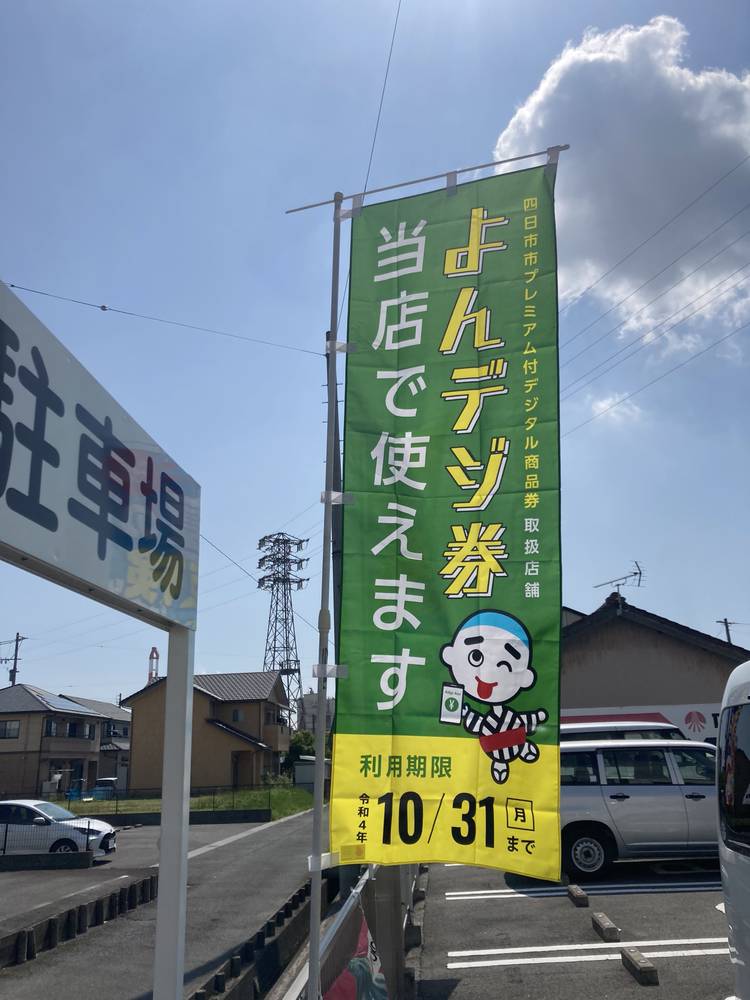 四日市市プレミアム付デジタル商品券 取扱店舗
よんデジ券
当店で使えます
利用期限
令和4年
10/31
月
まで
駐車場